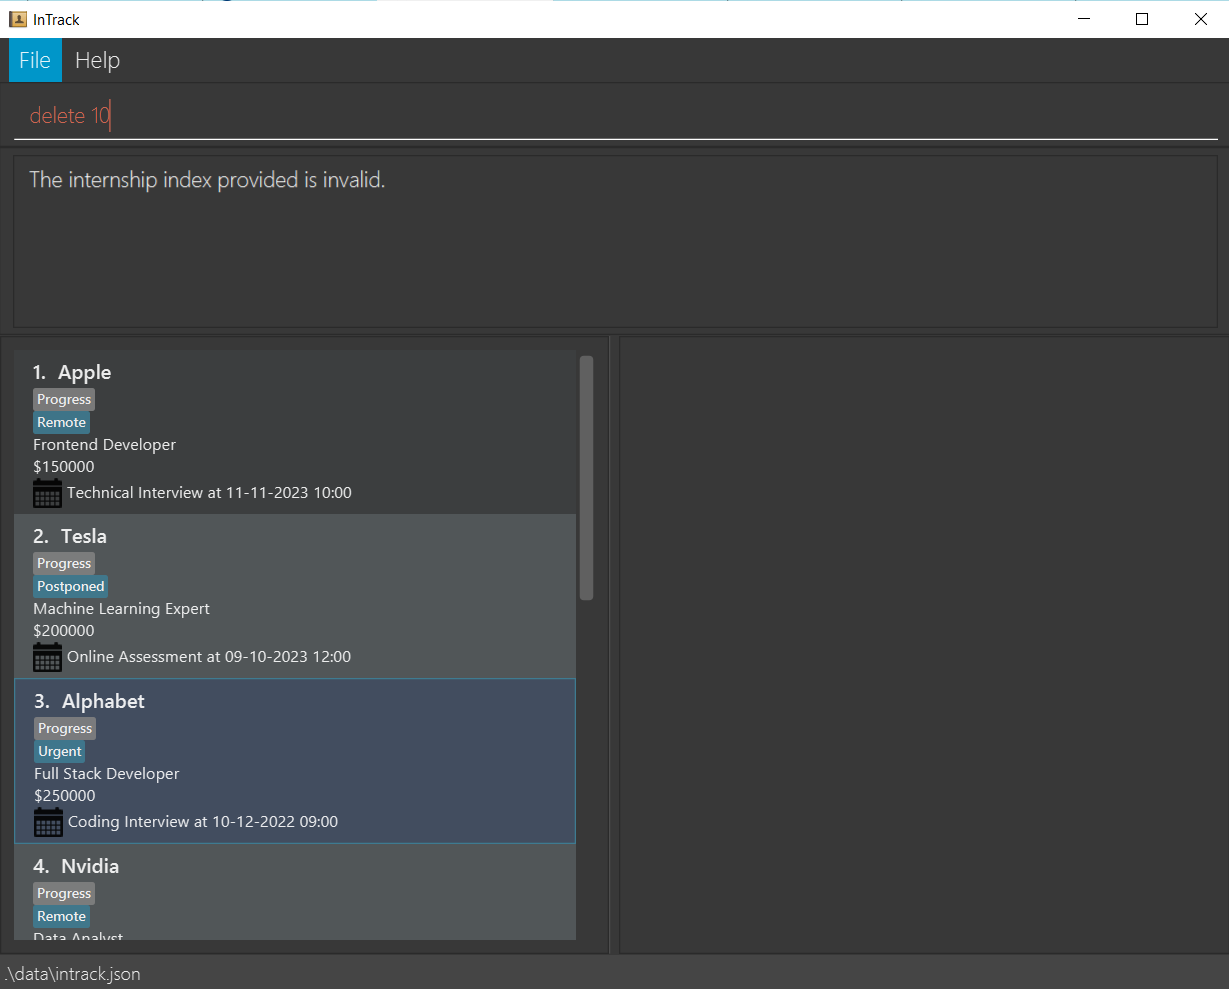 InTrack
File Help
delete 10
The internship index provided is invalid.
1. Apple
Progress
Remote
Frontend Developer
$150000
Technical Interview at 11-11-2023 10:00
2. Tesla
Progress
Postponed
Machine Learning Expert
$200000
Online Assessment at 09-10-2023 12:00
3. Alphabet
Progress
Urgent
Full Stack Developer
$250000
Coding Interview at 10-12-2022 09:00
4. Nvidia
Progress
Remote
Data Analyst
.\data\intrack.json